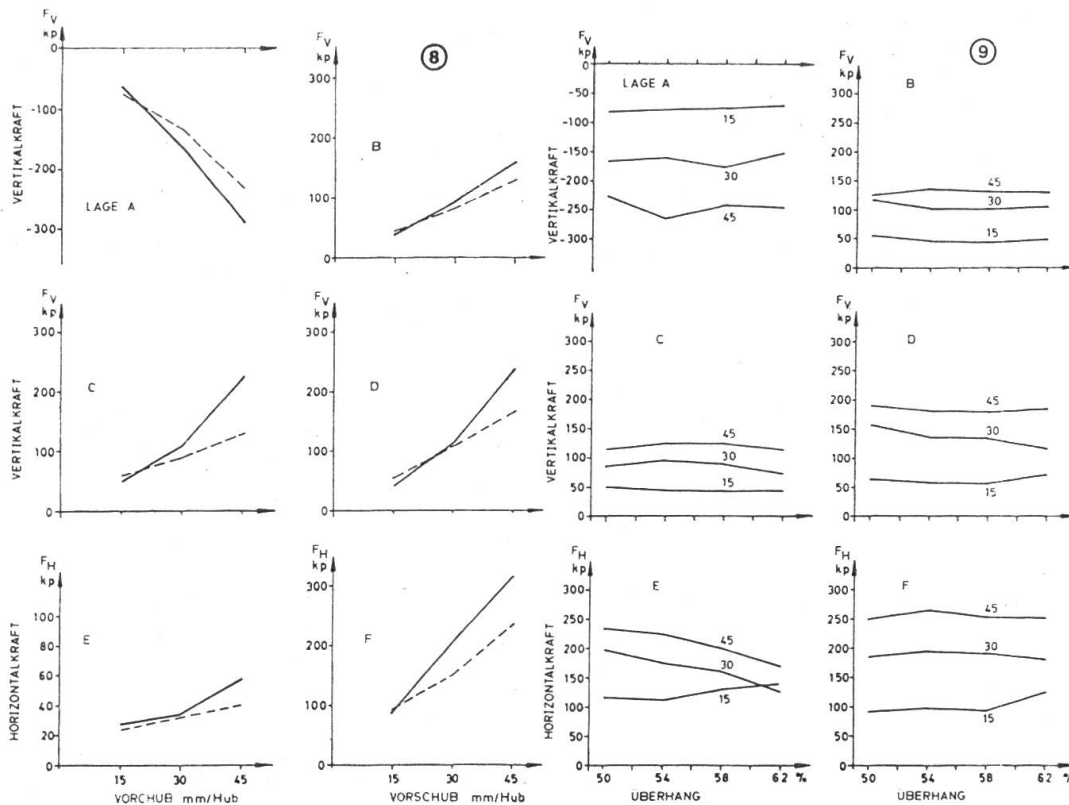 F_V kp
0
-100
-200
-300
VERTIKALKRAFT
LAGE A
F_V kp
8
300
200
100
0
B
F_V kp
0
-50
-100
-150
-200
-250
-300
VERTIKALKRAFT
LAGE A
15
30
45
F_V kp
9
300
250
200
150
100
50
0
B
45
30
15
F_V kp
300
200
100
0
VERTIKALKRAFT
C
F_V kp
300
200
100
0
D
F_V kp
300
250
200
150
100
50
0
VERTIKALKRAFT
C
45
30
15
F_V kp
300
250
200
150
100
50
0
D
45
30
15
F_H kp
100
80
60
40
20
0
HORIZONTALKRAFT
E
15 30 45
VORCHUB mm/Hub
F_H kp
300
200
100
0
F
15 30 45
VORSCHUB mm/Hub
F_H kp
300
250
200
150
100
50
0
HORIZONTALKRAFT
E
45
30
15
50 54 58 62 %
ÜBERHANG
F_H kp
300
250
200
150
100
50
0
F
45
30
15
50 54 58 62 %
ÜBERHANG